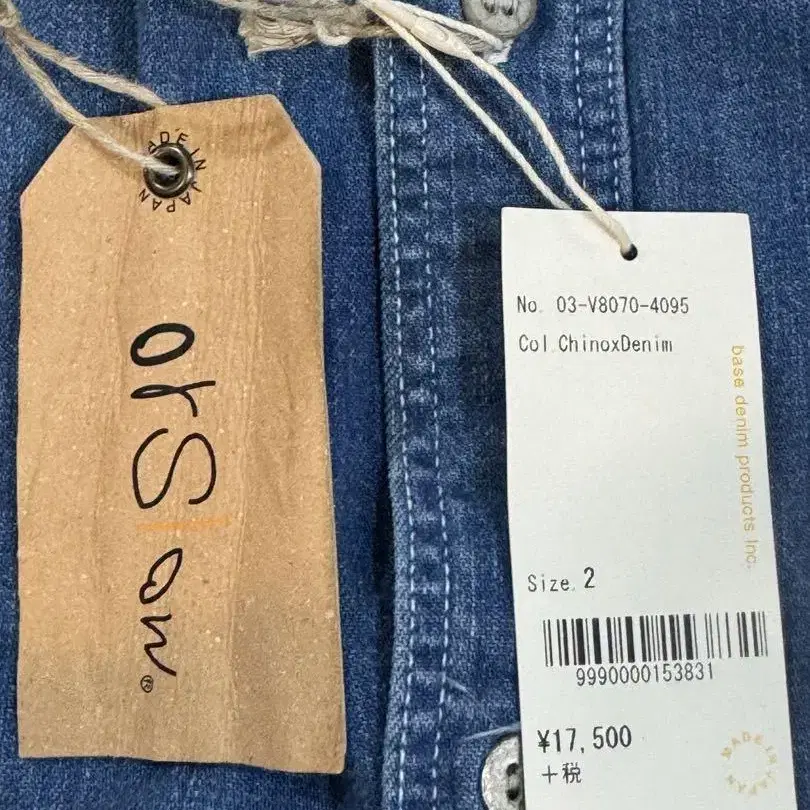 MADE IN JAPAN
orSlow®
No. 03-V8070-4095
Col.ChinoxDenim
base denim products Inc.
Size. 2
9990000153831
¥17,500
+税
MADE IN JAPAN